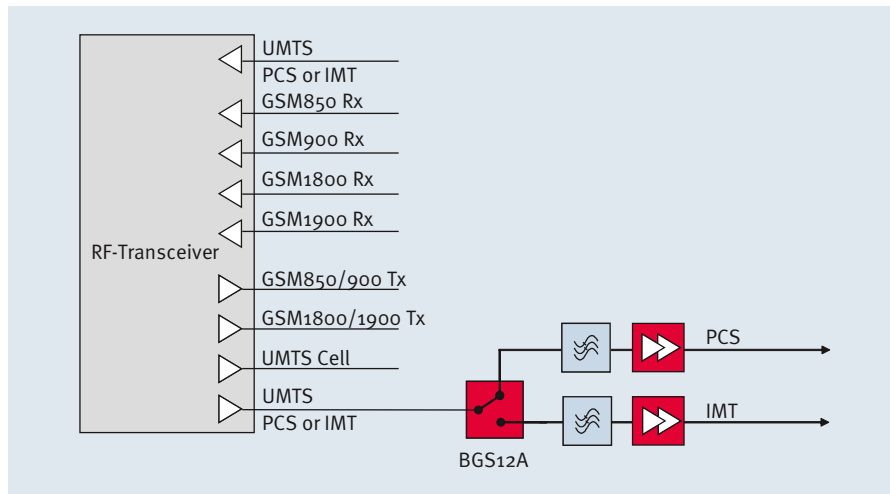 UMTS
PCS or IMT
GSM850 Rx
GSM900 Rx
GSM1800 Rx
GSM1900 Rx
RF-Transceiver
GSM850/900 Tx
GSM1800/1900 Tx
UMTS Cell
UMTS
PCS or IMT
PCS
IMT
BGS12A